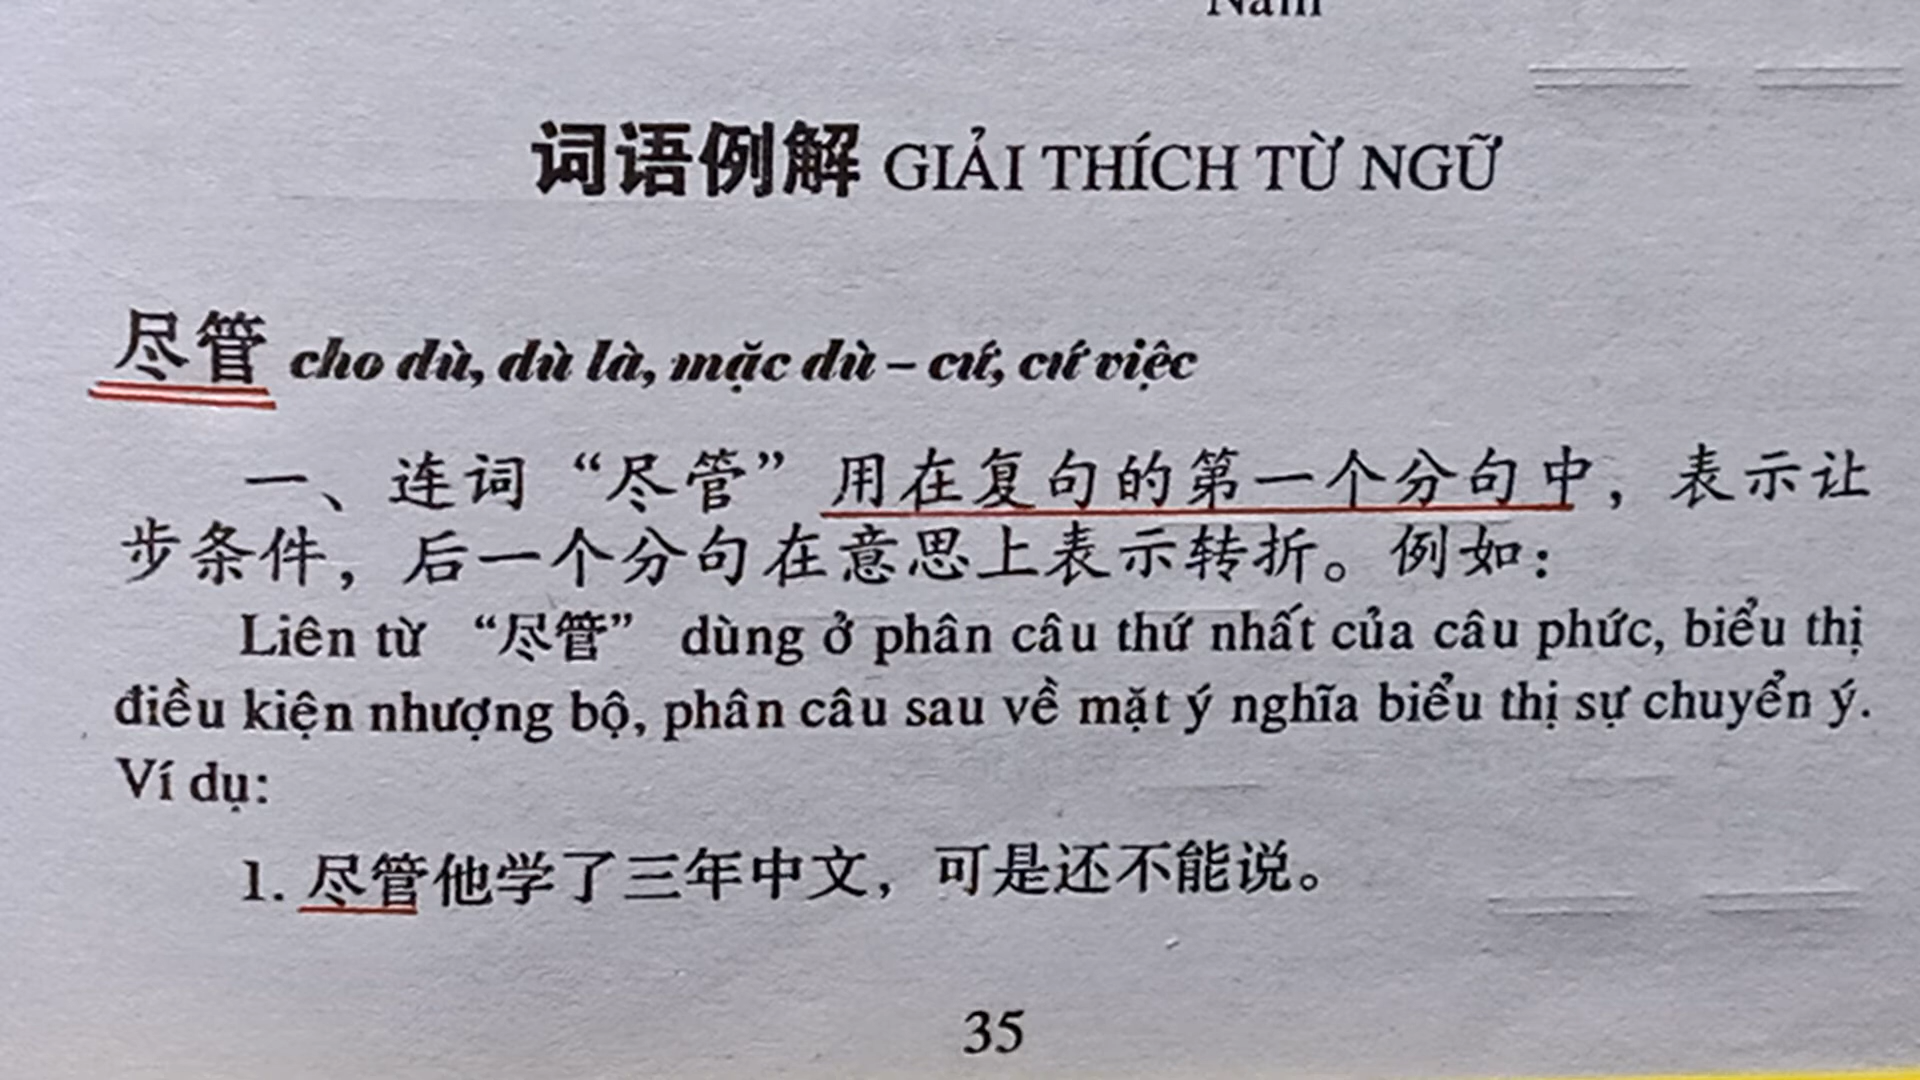 Nam
词语例解 GIẢI THÍCH TỪ NGỮ
尽管 cho dù, dù là, mặc dù – cứ, cứ việc
一、连词“尽管”用在复句的第一个分句中，表示让
步条件，后一个分句在意思上表示转折。例如：
Liên từ “尽管” dùng ở phân câu thứ nhất của câu phức, biểu thị
điều kiện nhượng bộ, phân câu sau về mặt ý nghĩa biểu thị sự chuyển ý.
Ví dụ:
1. 尽管他学了三年中文，可是还不能说。
35